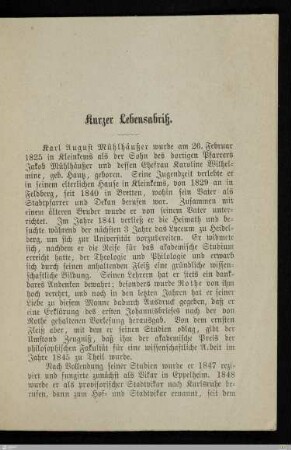 Kurzer Lebensabriß.
Karl August Mühlhäußer wurde am 26. Februar
1825 in Kleinkems als der Sohn des dortigen Pfarrers
Jakob Mühlhäußer und dessen Ehefrau Karoline Wilhel-
mine, geb. Hauz, geboren. Seine Jugendzeit verlebte er
in seinem elterlichen Hause in Kleinkems, von 1829 an in
Feldberg, seit 1840 in Bretten, wohin sein Vater als
Stadtpfarrer und Dekan berufen war. Zusammen mit
einem älteren Bruder wurde er von seinem Vater unter-
richtet. Im Jahre 1841 verließ er die Heimath und be-
suchte während der nächsten 3 Jahre das Lyceum zu Heidel-
berg, um sich zur Universität vorzubereiten. Er widmete
sich, nachdem er die Reife für das akademische Studium
erreicht hatte, der Theologie und Philologie und erwarb
sich durch seinen anhaltenden Fleiß eine gründliche wissen-
schaftliche Bildung. Seinen Lehrern hat er stets ein dank-
bares Andenken bewahrt; besonders wurde Rothe von ihm
hoch verehrt, und noch in den letzten Jahren hat er seiner
Liebe zu diesem Manne dadurch Ausdruck gegeben, daß er
eine Erklärung des ersten Johannisbriefes nach der von
Rothe gehaltenen Vorlesung herausgab. Von dem ernsten
Fleiß aber, mit dem er seinen Studien oblag, gibt der
Umstand Zeugniß, daß ihm der akademische Preis der
philosophischen Fakultät für eine wissenschaftliche Arbeit im
Jahre 1845 zu Theil wurde.
Nach Vollendung seiner Studien wurde er 1847 rezi-
pirt und fungirte zunächst als Vikar in Eppelheim. 1848
wurde er als provisorischer Stadtvikar nach Karlsruhe be-
rufen, dann zum Hof- und Stadtvikar ernannt, seit dem